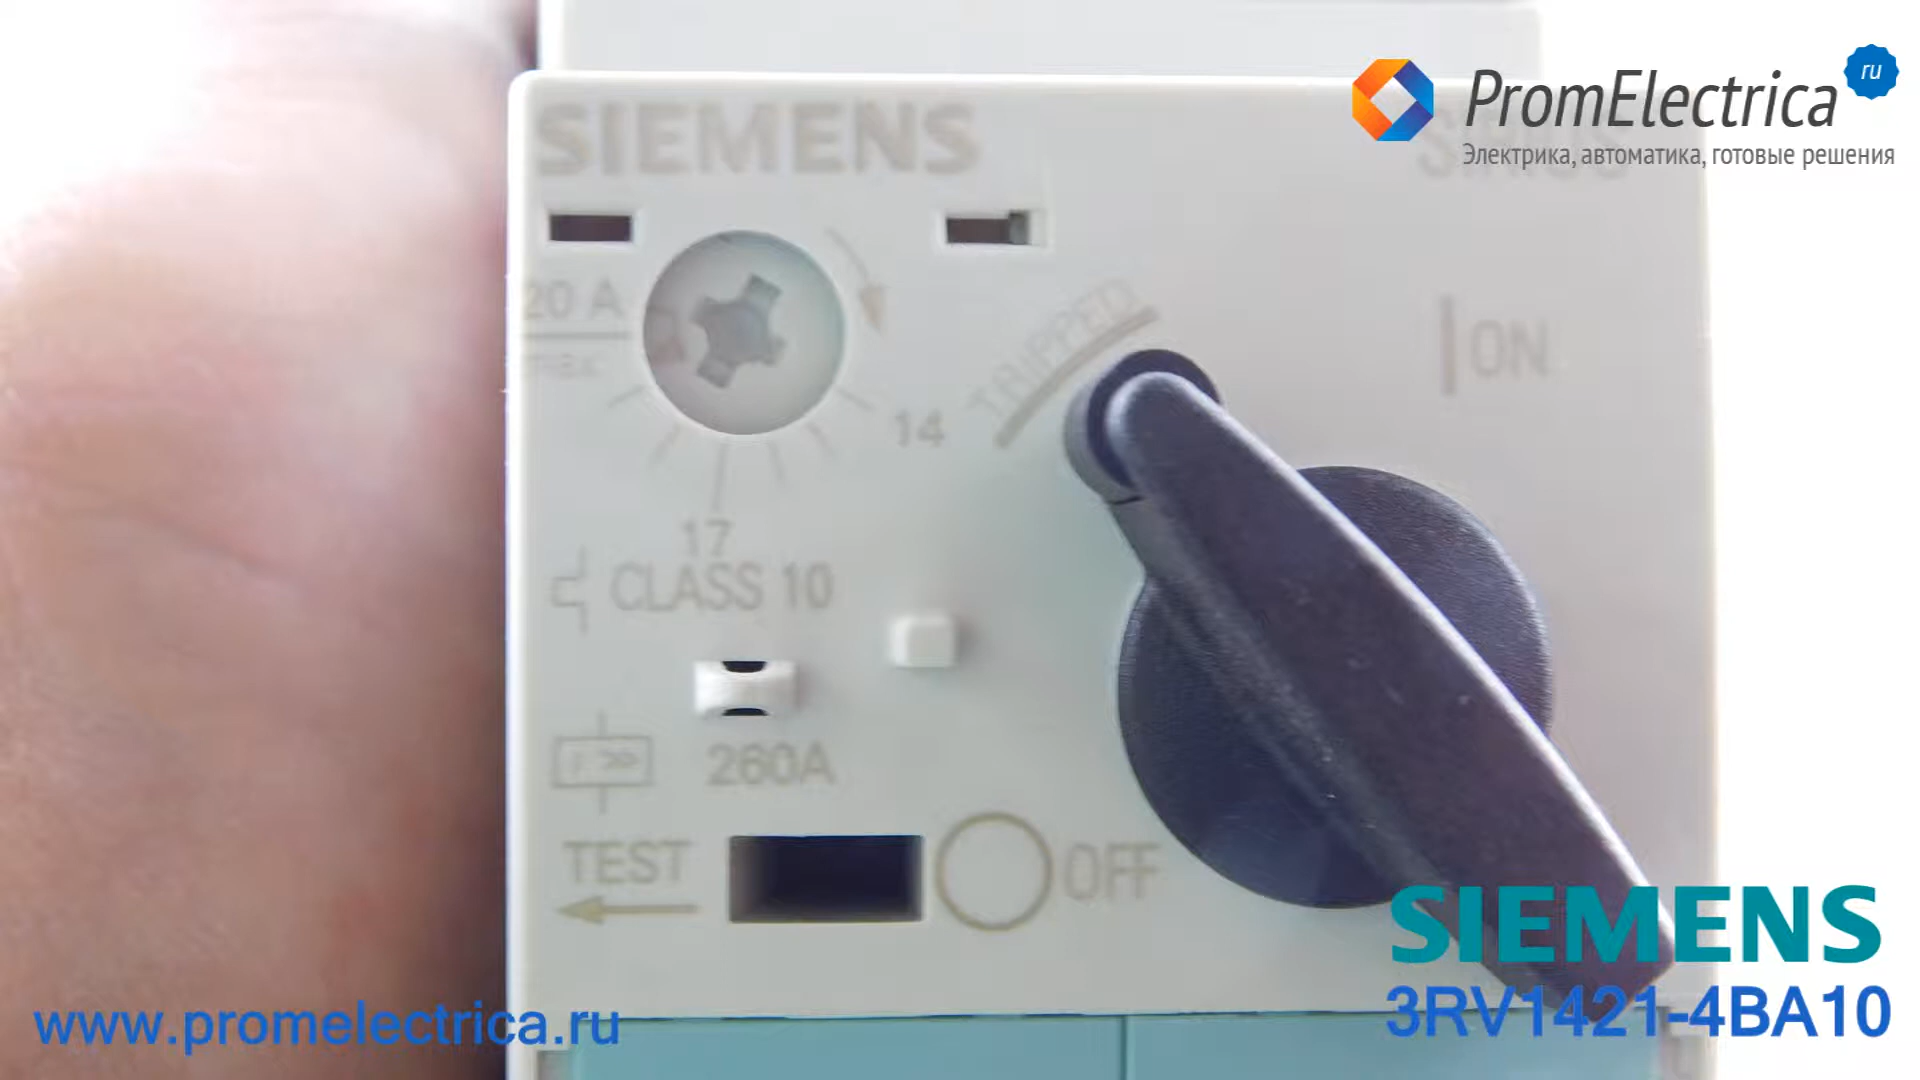 SIEMENS
PromElectrica
ru
Электрика, автоматика, готовые решения
20 A
max
TRIPPED
ON
14
17
CLASS 10
I >>
260A
TEST
OFF
SIEMENS
3RV1421-4BA10
www.promelectrica.ru